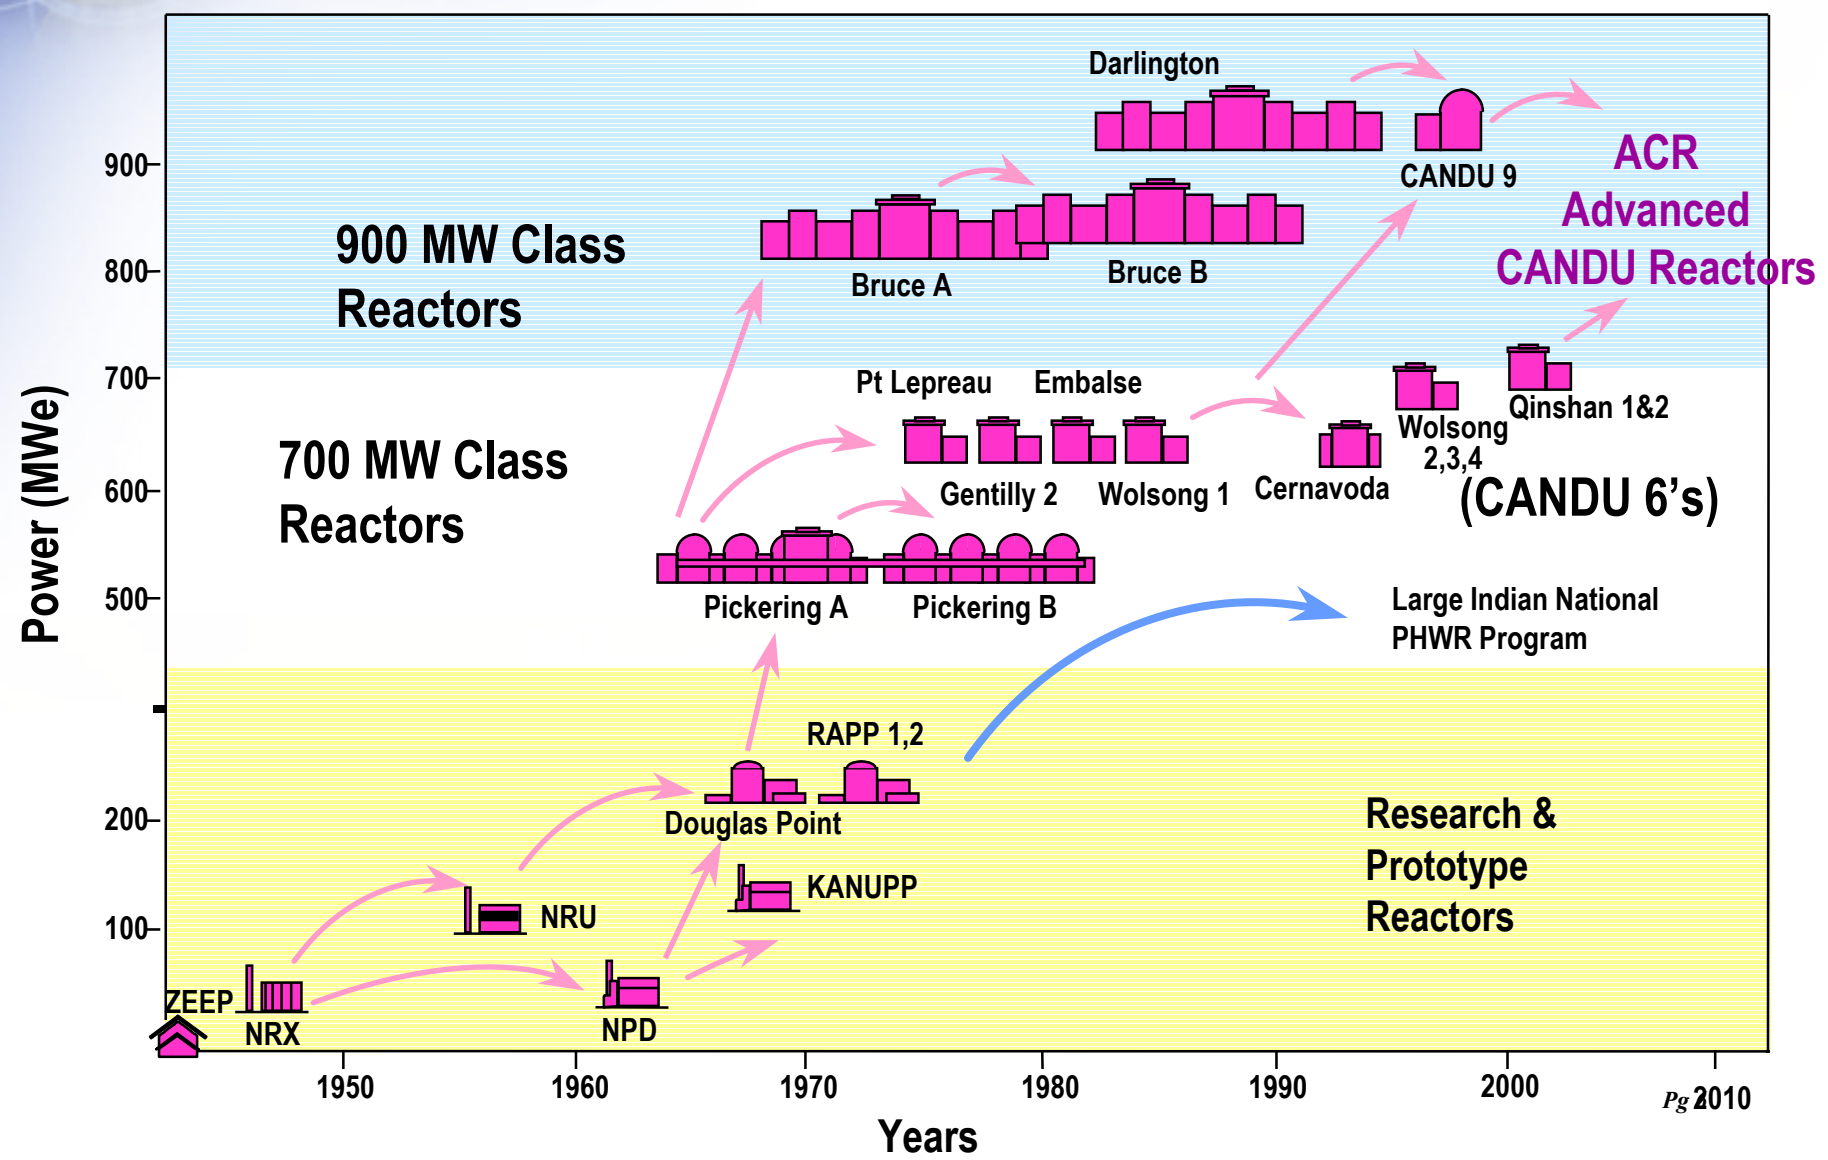 Darlington
900
CANDU 9
ACR
Advanced
CANDU Reactors
900 MW Class
Reactors
800
Bruce A
Bruce B
700
Pt Lepreau
Embalse
Qinshan 1&2
Wolsong
2,3,4
700 MW Class
Reactors
600
Gentilly 2
Wolsong 1
Cernavoda
(CANDU 6’s)
Power (MWe)
500
Pickering A
Pickering B
Large Indian National
PHWR Program
RAPP 1,2
200
Douglas Point
Research &
Prototype
Reactors
KANUPP
100
NRU
ZEEP
NRX
NPD
1950
1960
1970
1980
1990
2000
2010
Pg
Years